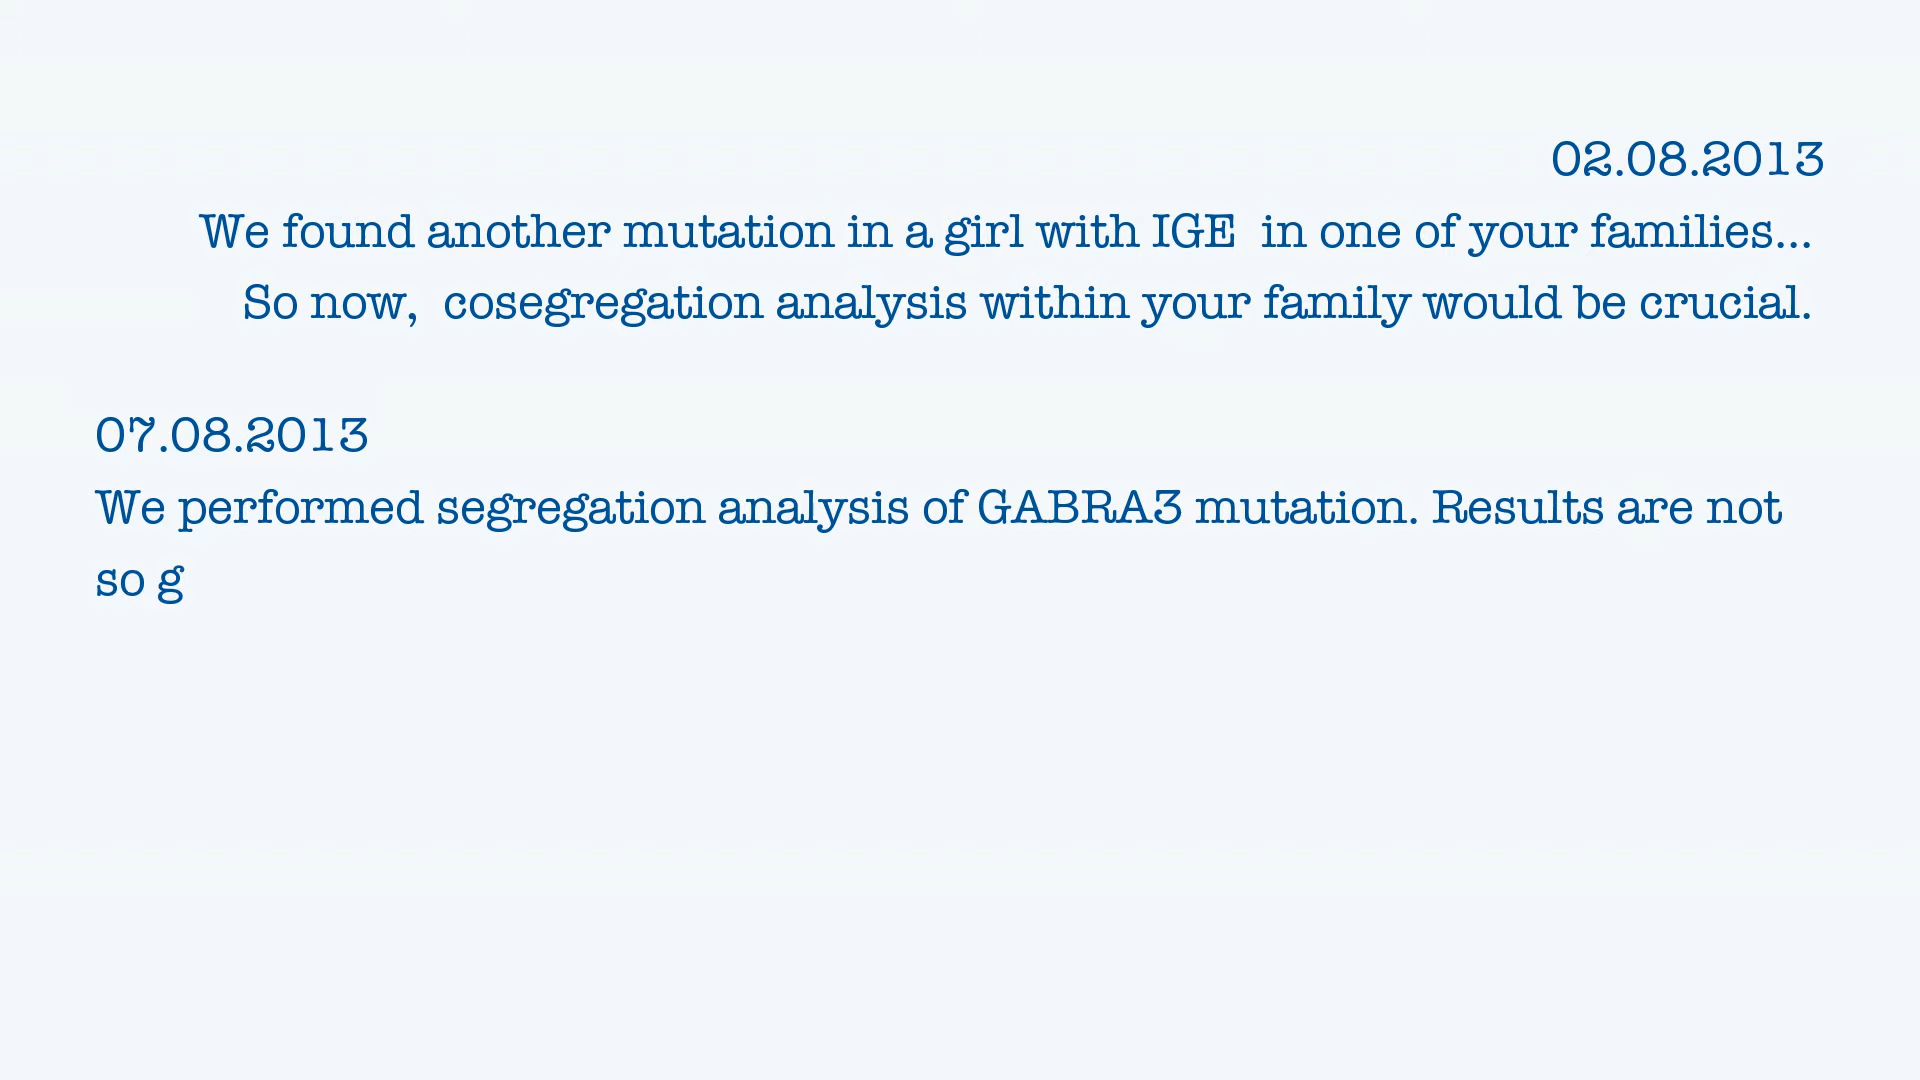 02.08.2013
We found another mutation in a girl with IGE  in one of your families...
So now,  cosegregation analysis within your family would be crucial.
07.08.2013
We performed segregation analysis of GABRA3 mutation. Results are not
so g